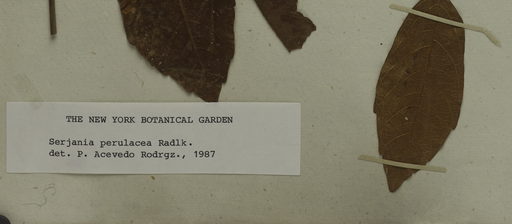 THE NEW YORK BOTANICAL GARDEN
Serjania perulacea Radlk.
det. P. Acevedo Rodrgz., 1987